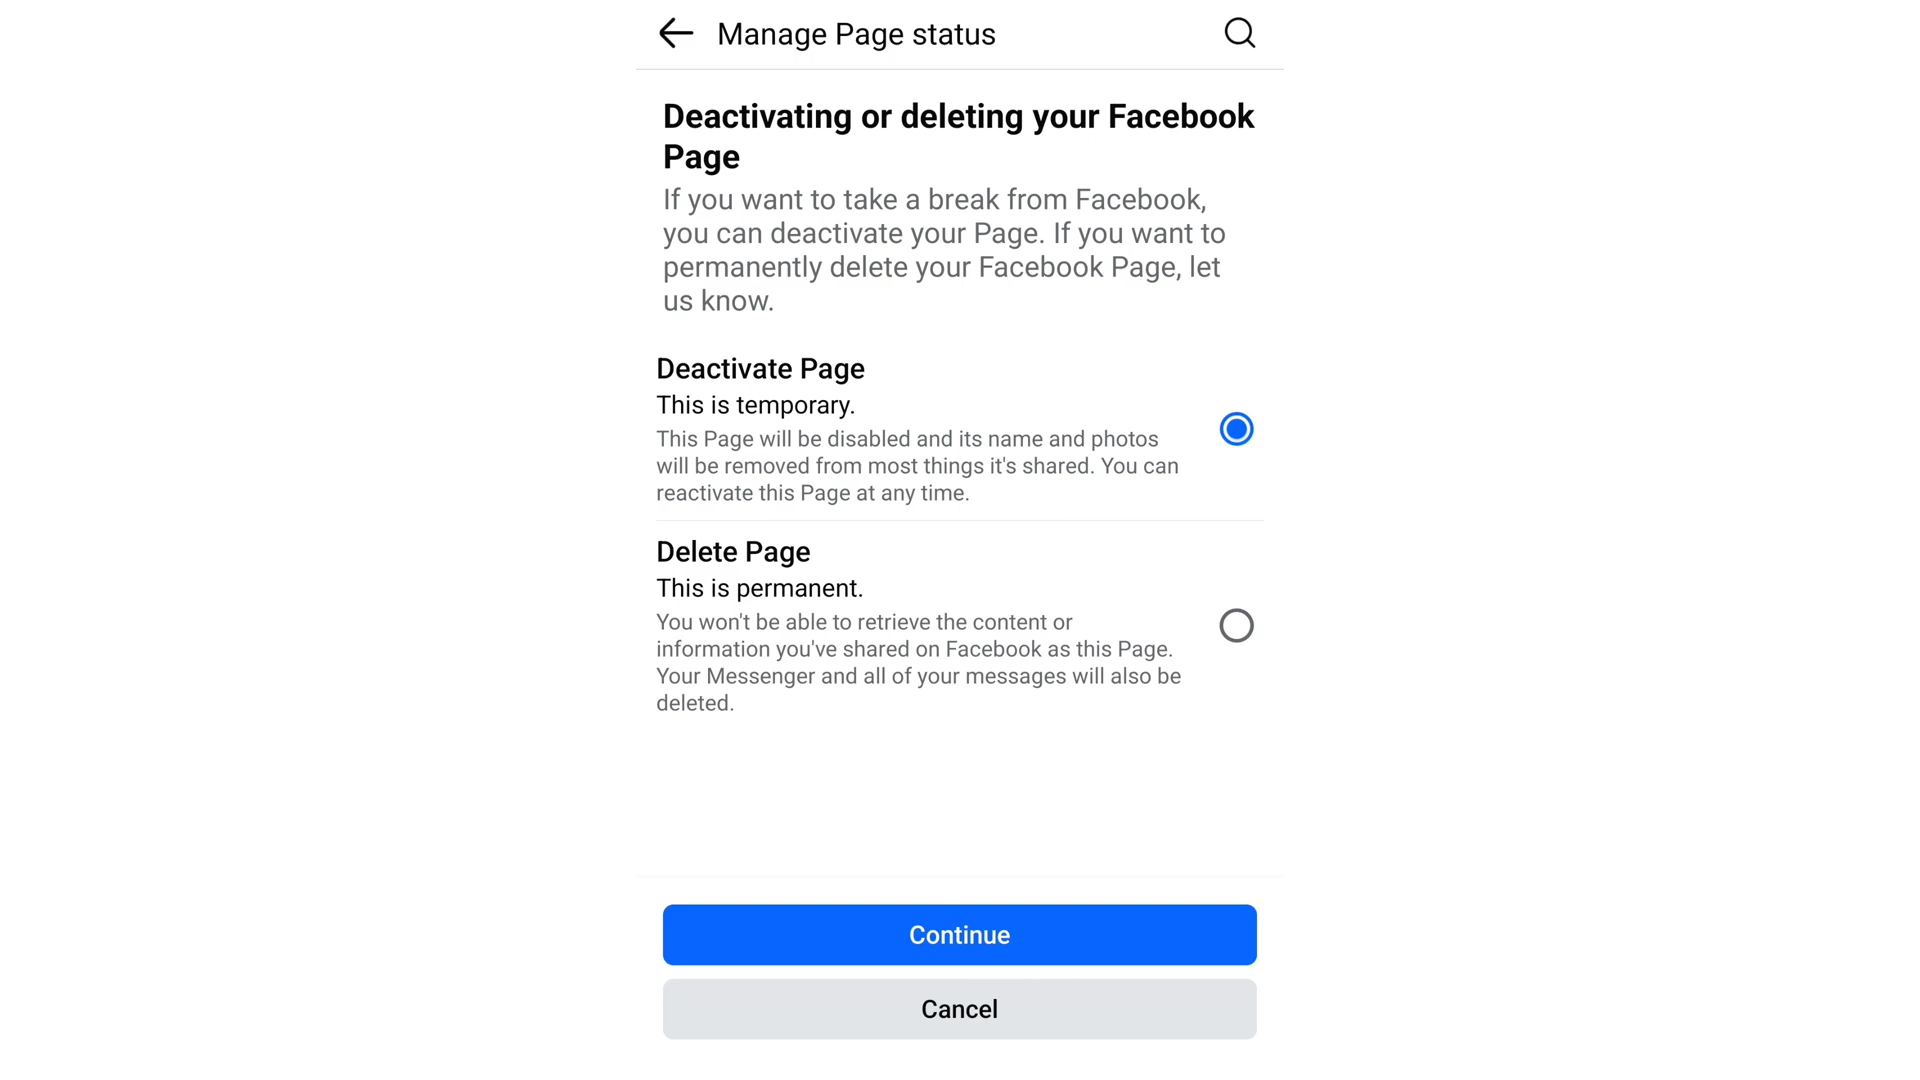 Manage Page status
Deactivating or deleting your Facebook
Page
If you want to take a break from Facebook,
you can deactivate your Page. If you want to
permanently delete your Facebook Page, let
us know.
Deactivate Page
This is temporary.
This Page will be disabled and its name and photos
will be removed from most things it's shared. You can
reactivate this Page at any time.
Delete Page
This is permanent.
You won't be able to retrieve the content or
information you've shared on Facebook as this Page.
Your Messenger and all of your messages will also be
deleted.
Continue
Cancel